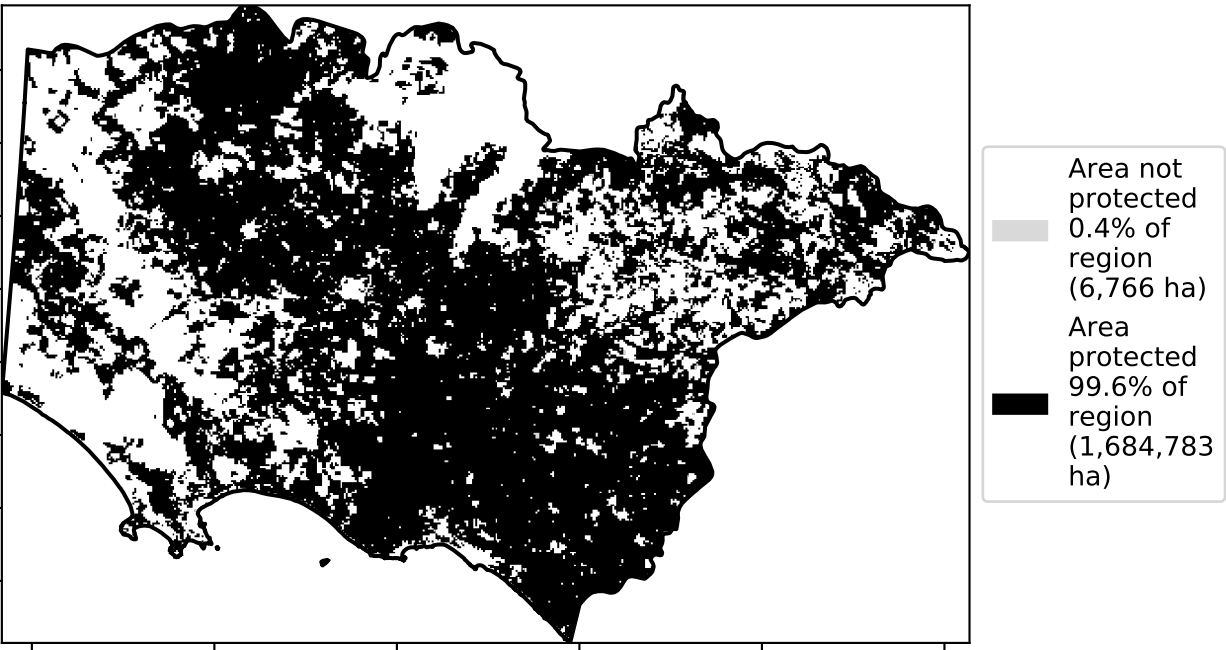 Area not
protected
0.4% of
region
(6,766 ha)
Area
protected
99.6% of
region
(1,684,783
ha)